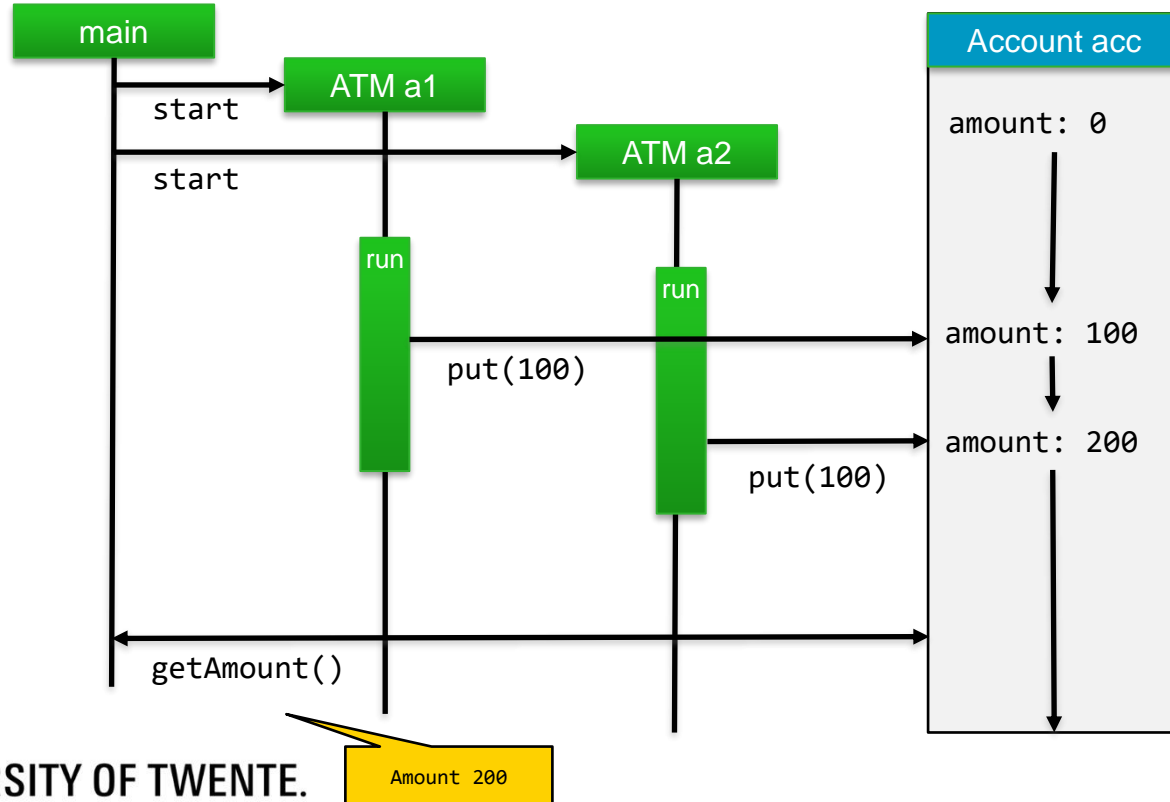 main
Account acc
ATM a1
start
amount: 0
ATM a2
start
run
run
amount: 100
put(100)
amount: 200
put(100)
getAmount()
Amount 200
RSITY OF TWENTE.